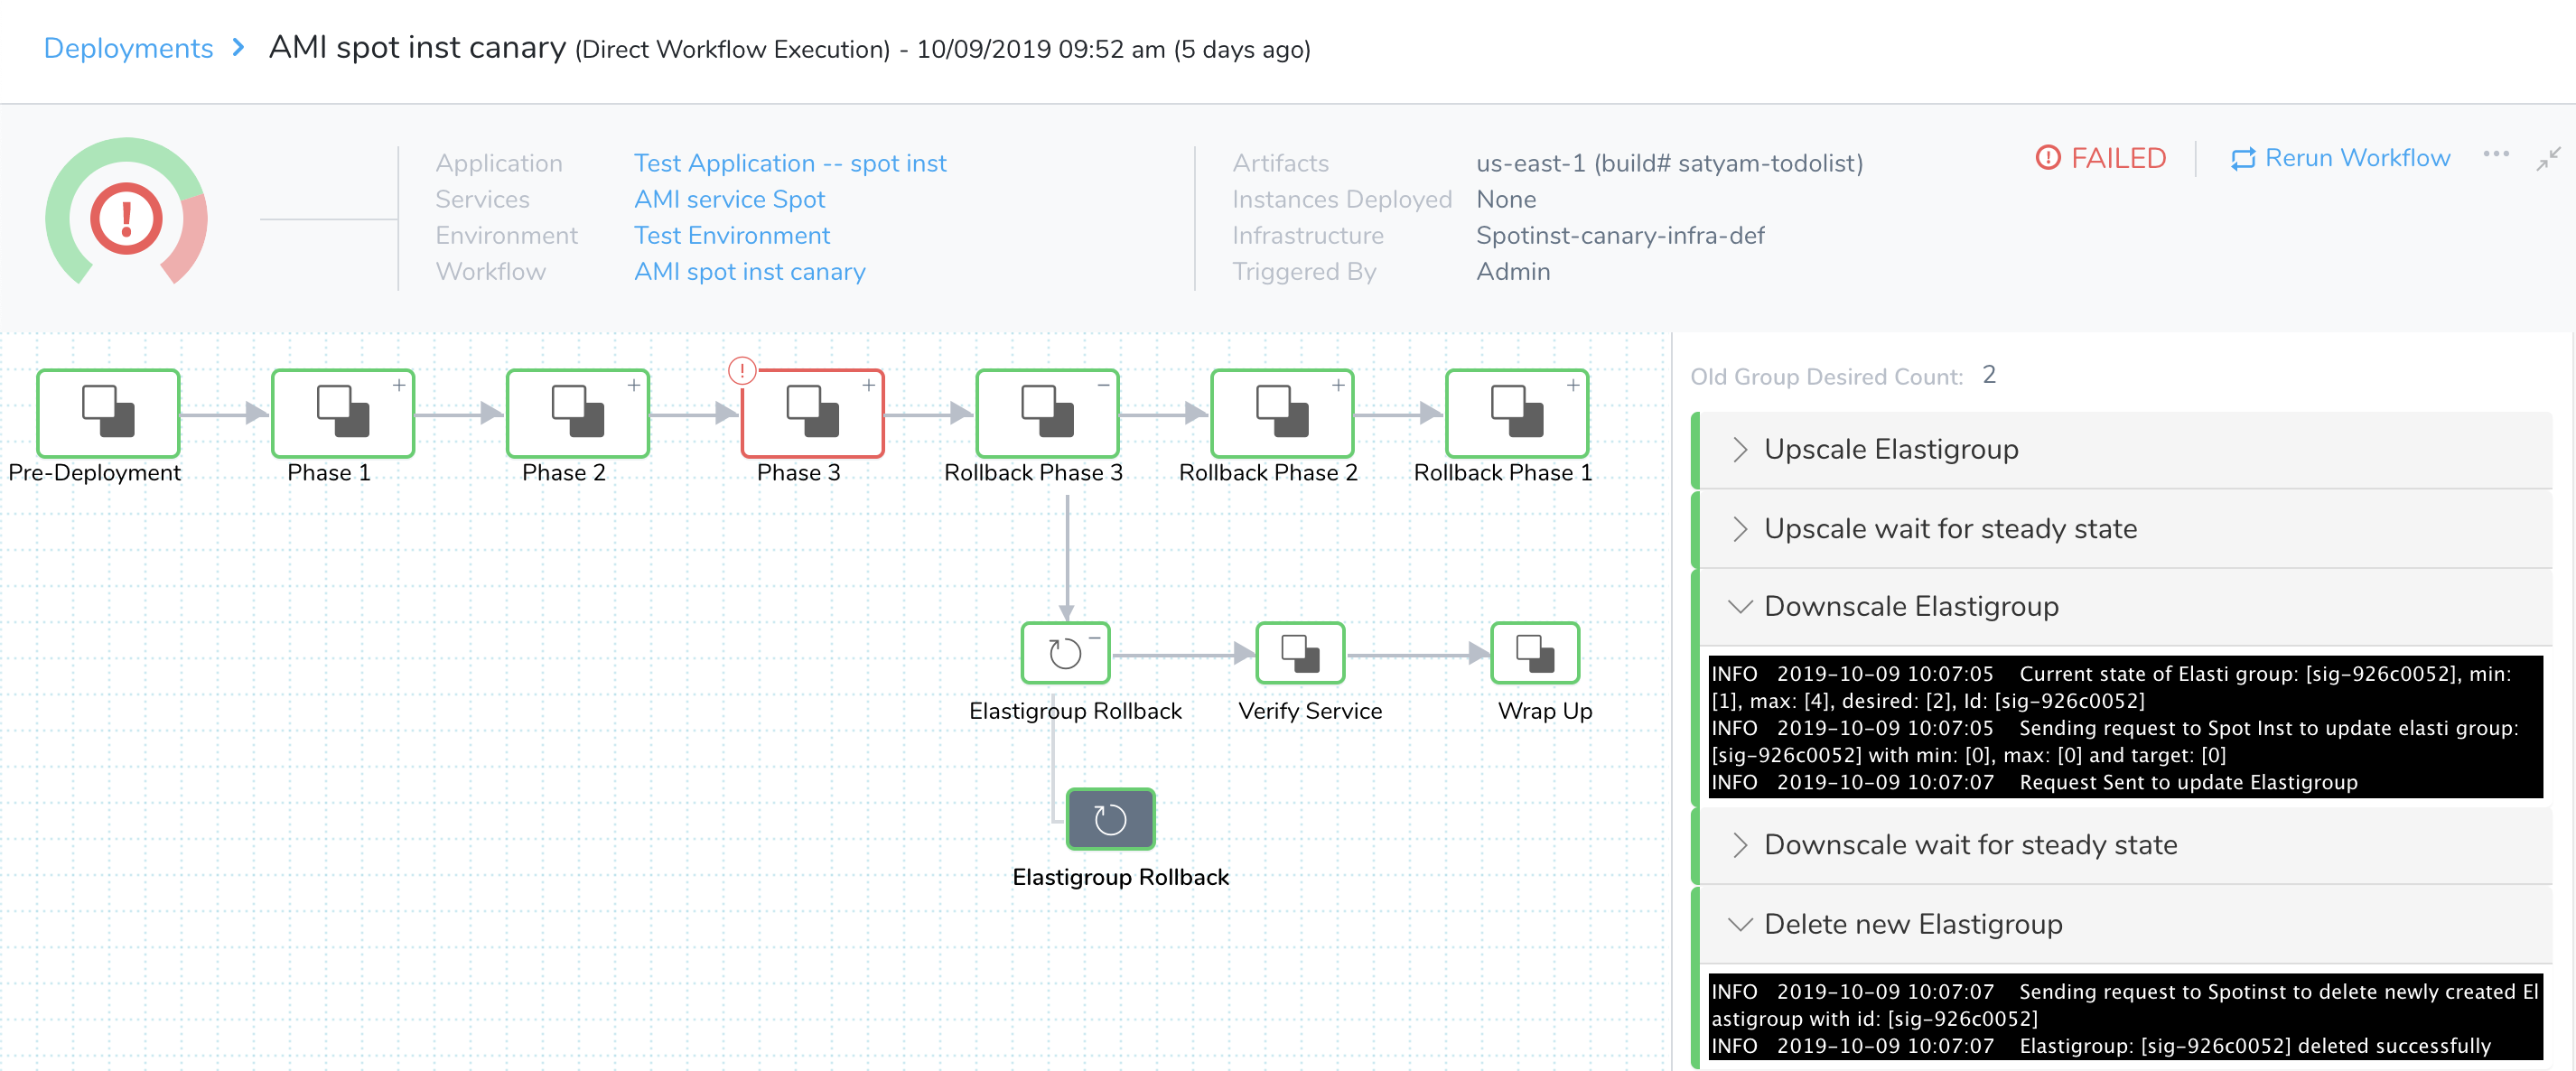 Deployments > AMI spot inst canary (Direct Workflow Execution) - 10/09/2019 09:52 am (5 days ago)
Application Test Application -- spot inst
Services AMI service Spot
Environment Test Environment
Workflow AMI spot inst canary
Artifacts us-east-1 (build# satyam-todolist)
Instances Deployed None
Infrastructure Spotinst-canary-infra-def
Triggered By Admin
FAILED
Rerun Workflow
Pre-Deployment
Phase 1
Phase 2
Phase 3
Rollback Phase 3
Rollback Phase 2
Rollback Phase 1
Elastigroup Rollback
Verify Service
Wrap Up
Elastigroup Rollback
Old Group Desired Count: 2
Upscale Elastigroup
Upscale wait for steady state
Downscale Elastigroup
INFO 2019-10-09 10:07:05 Current state of Elasti group: [sig-926c0052], min:
[1], max: [4], desired: [2], Id: [sig-926c0052]
INFO 2019-10-09 10:07:05 Sending request to Spot Inst to update elasti group:
[sig-926c0052] with min: [0], max: [0] and target: [0]
INFO 2019-10-09 10:07:07 Request Sent to update Elastigroup
Downscale wait for steady state
Delete new Elastigroup
INFO 2019-10-09 10:07:07 Sending request to Spotinst to delete newly created El
astigroup with id: [sig-926c0052]
INFO 2019-10-09 10:07:07 Elastigroup: [sig-926c0052] deleted successfully